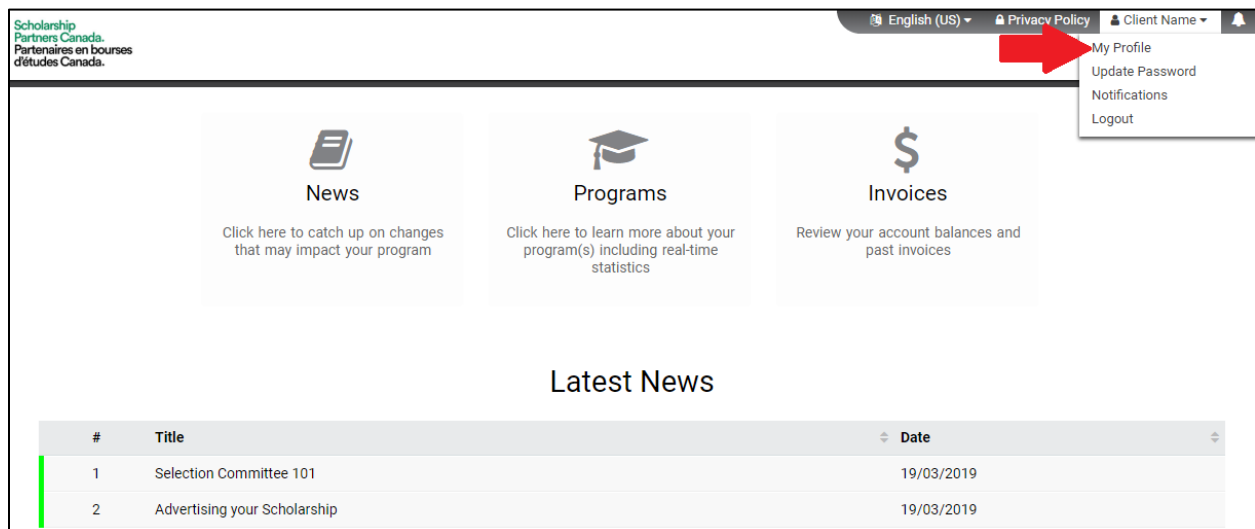 Scholarship
Partners Canada.
Partenaires en bourses
d'études Canada.
English (US)
Privacy Policy
Client Name
My Profile
Update Password
Notifications
Logout
News
Click here to catch up on changes
that may impact your program
Programs
Click here to learn more about your
program(s) including real-time
statistics
$
Invoices
Review your account balances and
past invoices
Latest News
# Title Date
1 Selection Committee 101 19/03/2019
2 Advertising your Scholarship 19/03/2019